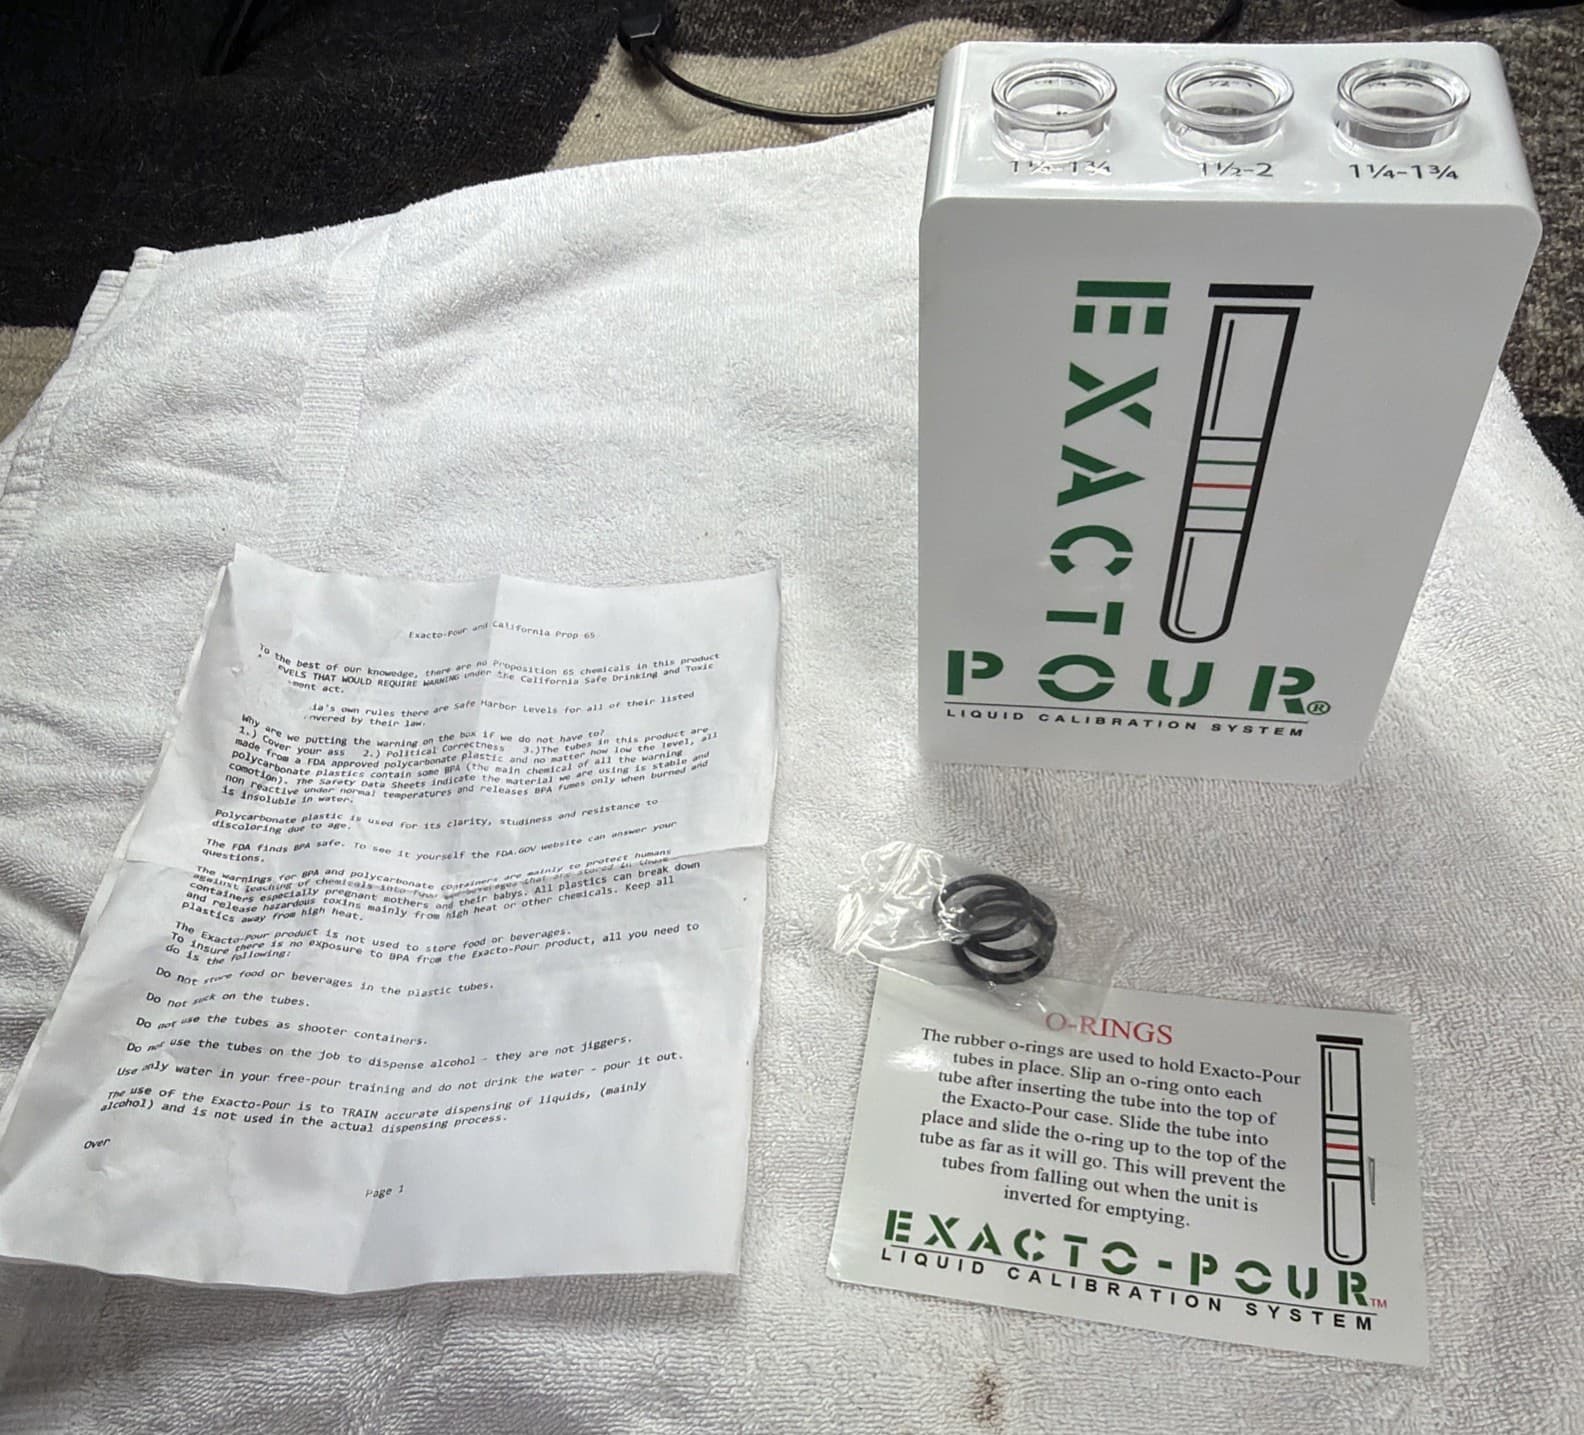 Exacto-Pour and California Prop 65
To the best of our knowedge, there are no Proposition 65 chemicals in this product
EVELS THAT WOULD REQUIRE WARNING under the California Safe Drinking and Toxic
ment act.
ia's own rules there are Safe Harbor Levels for all of their listed
overed by their law.
Why are we putting the warning on the box if we do not have to?
1.) Cover your ass 2.) Political Correctness 3.)The tubes in this product are
made from a FDA approved polycarbonate plastic and no matter how low the level, all
polycarbonate plastics contain some BPA (the main chemical of all the warning
comotion). The Safety Data Sheets indicate the material we are using is stable and
non reactive under normal temperatures and releases BPA fumes only when burned and
is insoluble in water.
Polycarbonate plastic is used for its clarity, studiness and resistance to
discoloring due to age.
The FDA finds BPA safe. To see it yourself the FDA.GOV website can answer your
questions.
The warnings for BPA and polycarbonate containers are mainly to protect humans
against leaching of chemicals into food and beverages that are stored in those
containers especially pregnant mothers and their babys. All plastics can break down
and release hazardous toxins mainly from high heat or other chemicals. Keep all
plastics away from high heat.
The Exacto-Pour product is not used to store food or beverages.
To insure there is no exposure to BPA from the Exacto-Pour product, all you need to
do is the following:
Do not store food or beverages in the plastic tubes.
Do not suck on the tubes.
Do not use the tubes as shooter containers.
Do not use the tubes on the job to dispense alcohol - they are not jiggers.
Use only water in your free-pour training and do not drink the water - pour it out.
The use of the Exacto-Pour is to TRAIN accurate dispensing of liquids, (mainly
alcohol) and is not used in the actual dispensing process.
Over
Page 1
1½-2
1¼-1¾
EXACTO
POUR®
LIQUID CALIBRATION SYSTEM
O-RINGS
The rubber o-rings are used to hold Exacto-Pour
tubes in place. Slip an o-ring onto each
tube after inserting the tube into the top of
the Exacto-Pour case. Slide the tube into
place and slide the o-ring up to the top of the
tube as far as it will go. This will prevent the
tubes from falling out when the unit is
inverted for emptying.
EXACTO-POUR™
LIQUID CALIBRATION SYSTEM